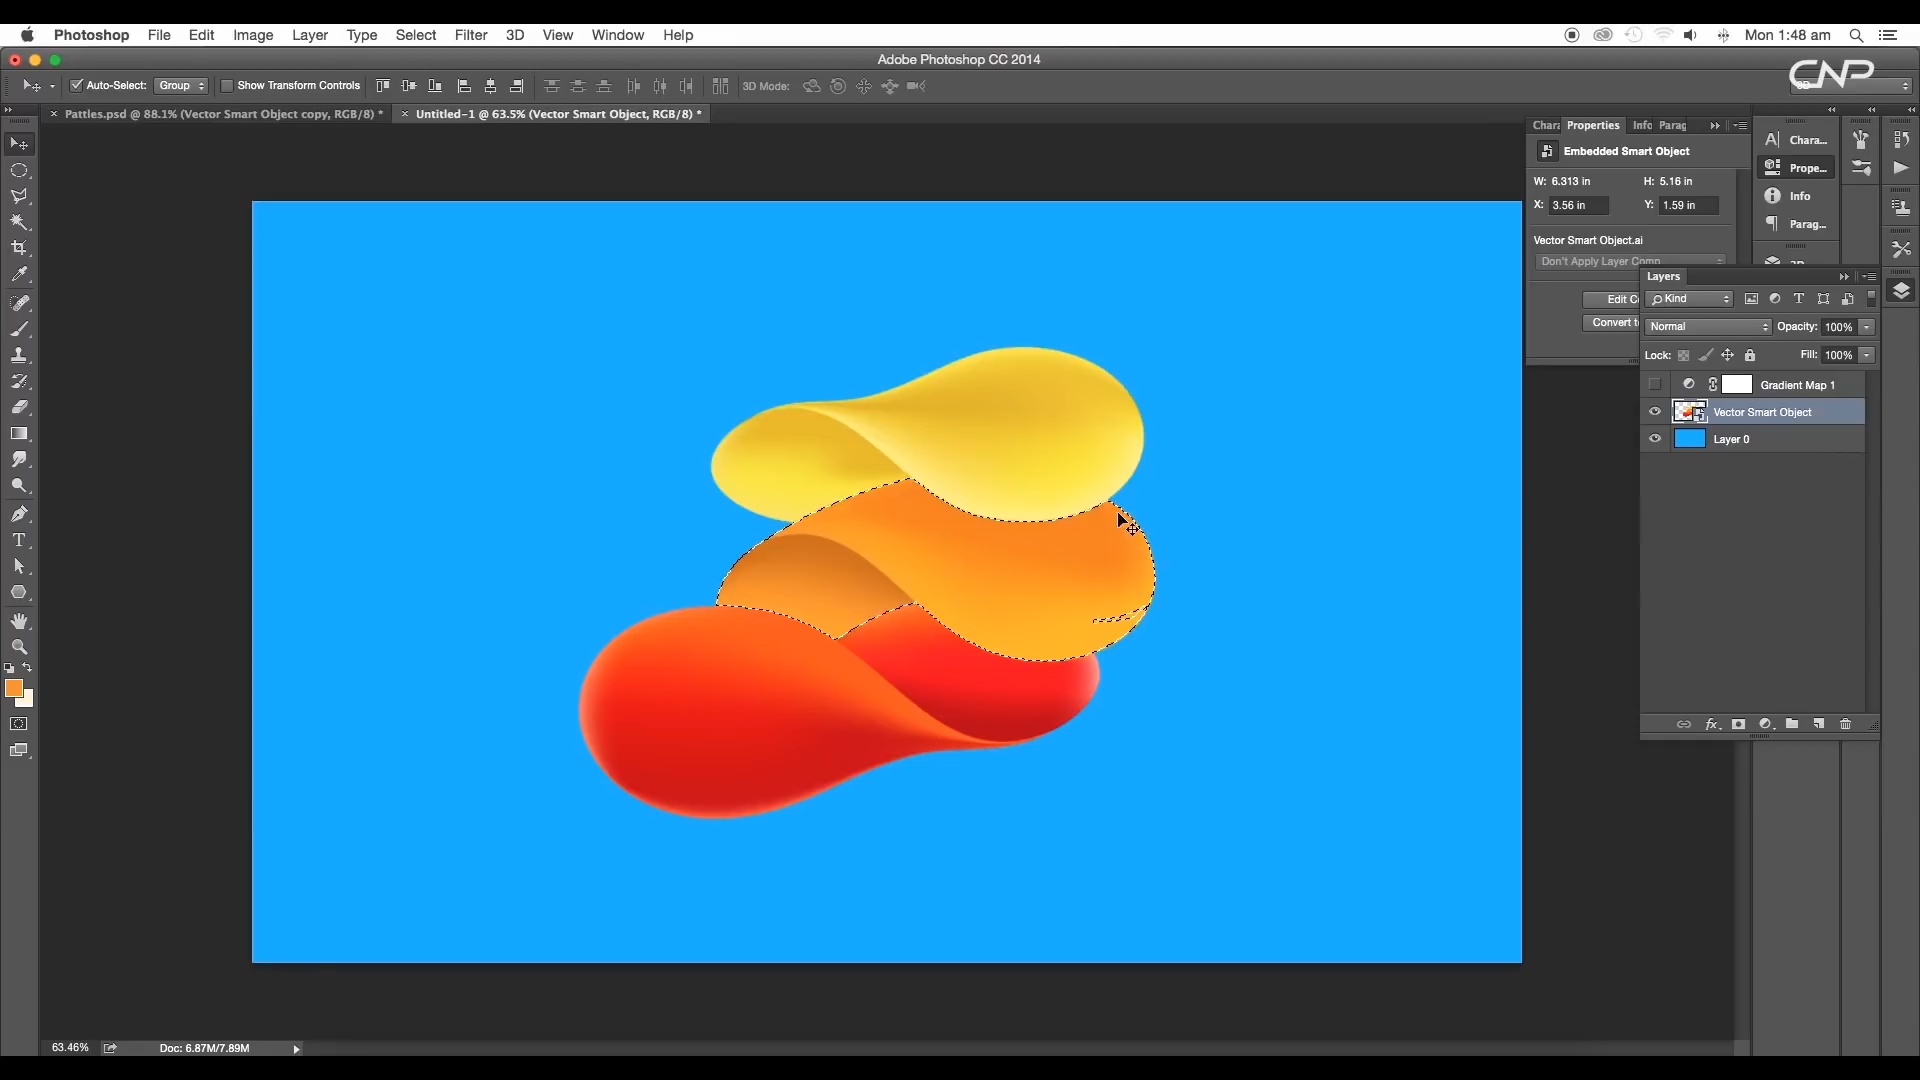 Photoshop File Edit Image Layer Type Select Filter 3D View Window Help Mon 1:48 am
Adobe Photoshop CC 2014
Auto-Select: Group Show Transform Controls 3D Mode:
CNP
Pattles.psd @ 88.1% (Vector Smart Object copy, RGB/8) * Untitled-1 @ 63.5% (Vector Smart Object, RGB/8) *
Chara Properties Info Parag
Embedded Smart Object
W: 6.313 in H: 5.16 in
X: 3.56 in Y: 1.59 in
Vector Smart Object.ai
Don't Apply Layer Comp
Edit C
Convert t
Chara...
Prope...
Info
Parag...
Layers
Kind
Normal Opacity: 100%
Lock: Fill: 100%
Gradient Map 1
Vector Smart Object
Layer 0
63.46% Doc: 6.87M/7.89M